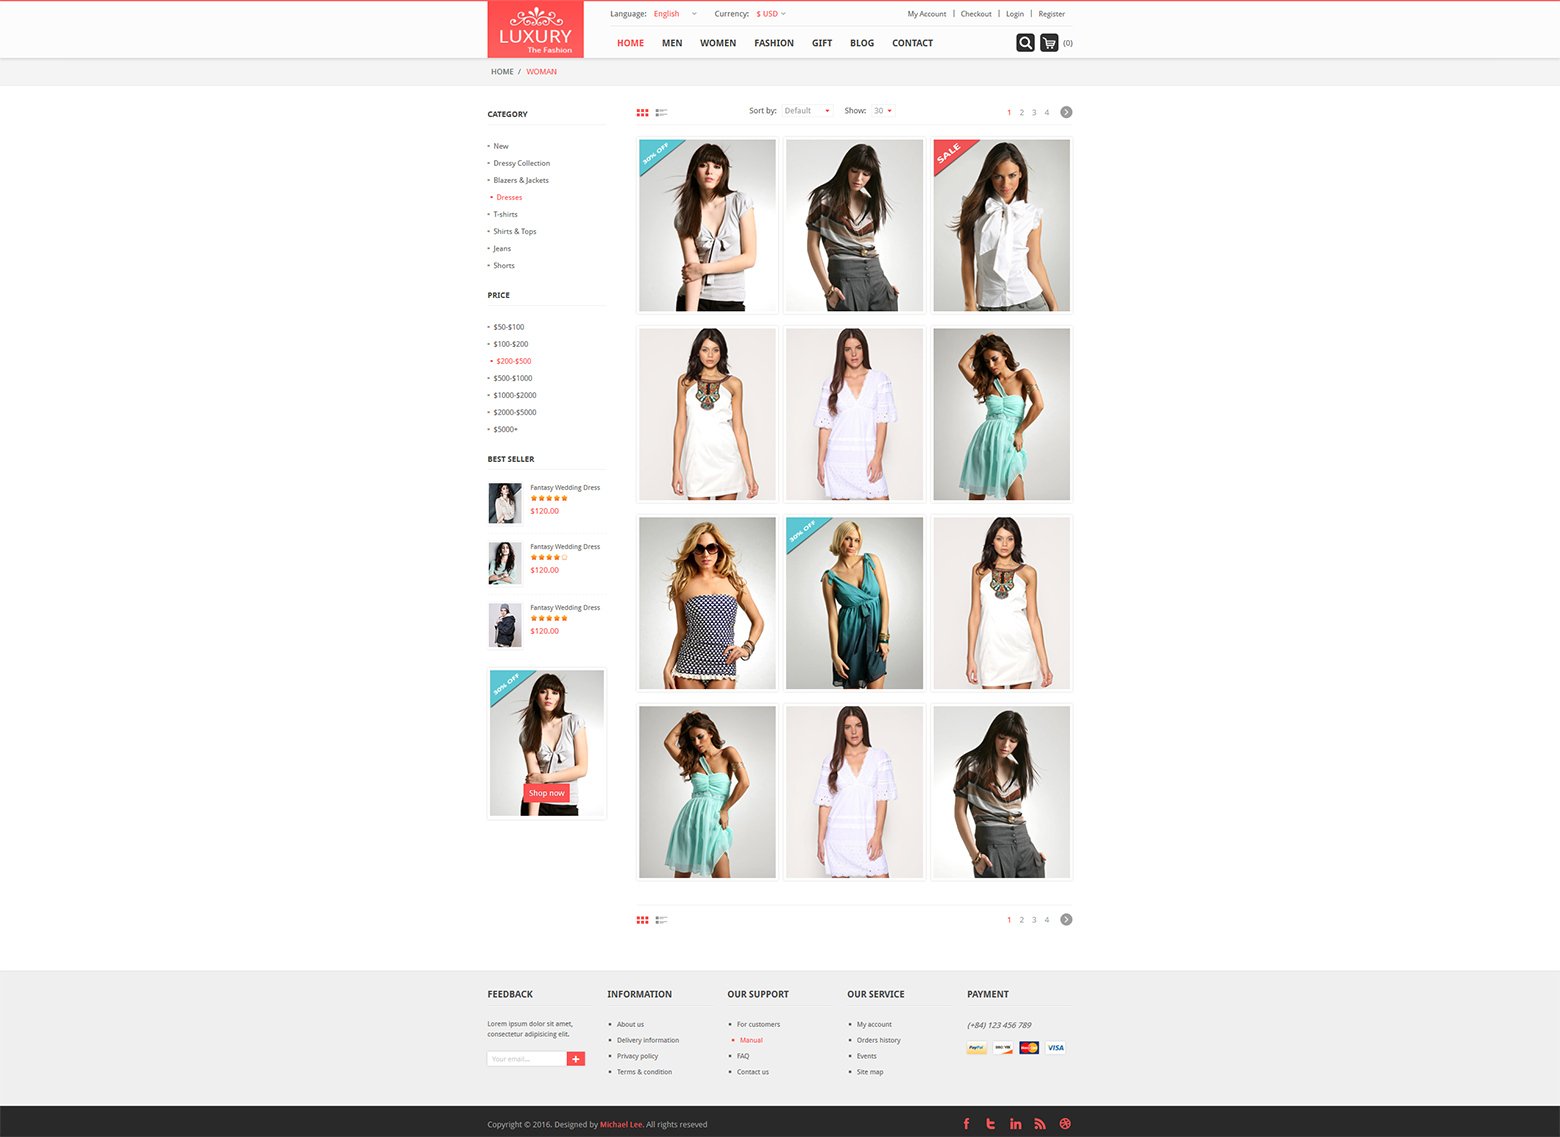 LUXURY
The Fashion
Language: English
Currency: $ USD
My Account | Checkout | Login | Register
HOME MEN WOMEN FASHION GIFT BLOG CONTACT
(0)
HOME / WOMAN
CATEGORY
New
Dressy Collection
Blazers & Jackets
Dresses
T-shirts
Shirts & Tops
Jeans
Shorts
PRICE
$50-$100
$100-$200
$200-$500
$500-$1000
$1000-$2000
$2000-$5000
$5000+
BEST SELLER
Fantasy Wedding Dress
$120.00
Fantasy Wedding Dress
$120.00
Fantasy Wedding Dress
$120.00
30% OFF
Shop now
Sort by: Default
Show: 30
1 2 3 4
30% OFF
SALE
30% OFF
1 2 3 4
FEEDBACK
Lorem ipsum dolor sit amet,
consectetur adipisicing elit.
Your email...
+
INFORMATION
About us
Delivery information
Privacy policy
Terms & condition
OUR SUPPORT
For customers
Manual
FAQ
Contact us
OUR SERVICE
My account
Orders history
Events
Site map
PAYMENT
(+84) 123 456 789
PayPal
VISA
Copyright © 2016. Designed by Michael Lee. All rights reseved